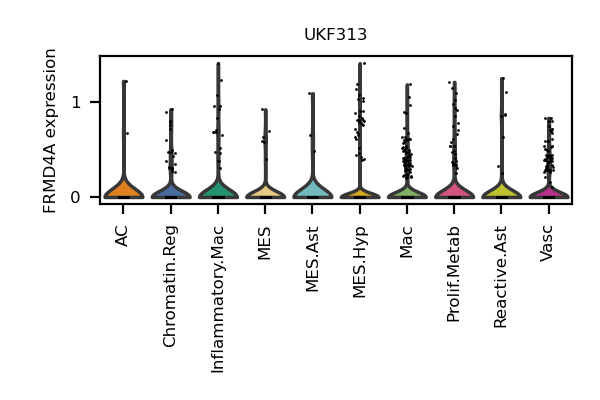 UKF313
FRMD4A expression
1
0
AC
Chromatin.Reg
Inflammatory.Mac
MES
MES.Ast
MES.Hyp
Mac
Prolif.Metab
Reactive.Ast
Vasc